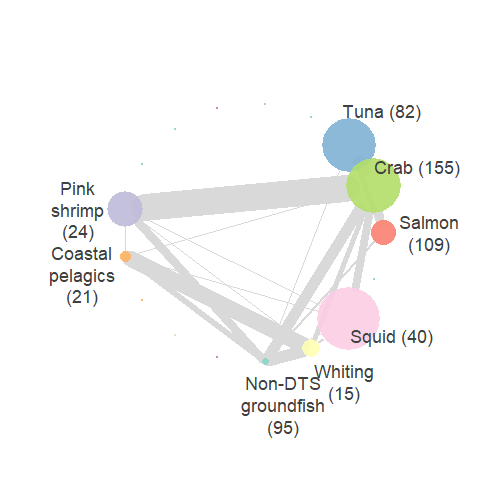 Tuna (82)
Crab (155)
Pink
shrimp
(24)
Salmon
(109)
Coastal
pelagics
(21)
Squid (40)
Whiting
(15)
Non-DTS
groundfish
(95)